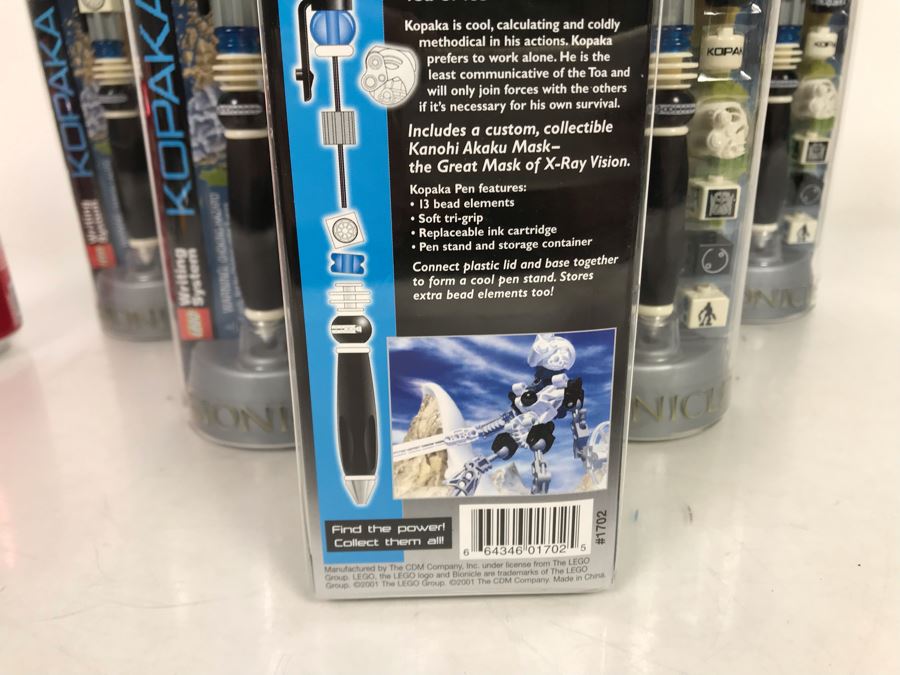 Kopaka is cool, calculating and coldly
methodical in his actions. Kopaka
prefers to work alone. He is the
least communicative of the Toa and
will only join forces with the others
if it's necessary for his own survival.
Includes a custom, collectible
Kanohi Akaku Mask–
the Great Mask of X-Ray Vision.
Kopaka Pen features:
• 13 bead elements
• Soft tri-grip
• Replaceable ink cartridge
• Pen stand and storage container
Connect plastic lid and base together
to form a cool pen stand. Stores
extra bead elements too!
Find the power!
Collect them all!
6 64346 01702 5
#1702
Manufactured by The CDM Company, Inc. under license from The LEGO
Group. LEGO, the LEGO logo and Bionicle are trademarks of The LEGO
Group. ©2001 The LEGO Group. ©2001 The CDM Company. Made in China.
KOPAKA
KOPAKA
Writing
System
LEGO
Writing
System
KOPAK